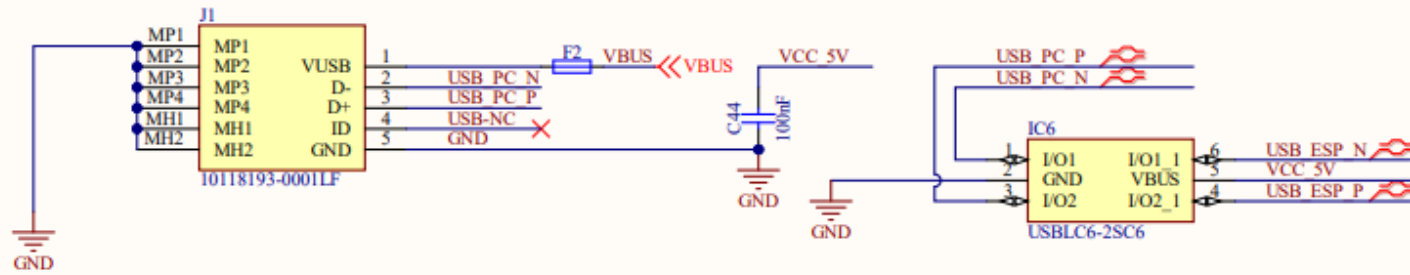 J1
MP1 MP1
MP2 MP2 VUSB 1 F2 VBUS VBUS
MP3 MP3 D- 2 USB_PC_N
MP4 MP4 D+ 3 USB_PC_P
MH1 MH1 ID 4 USB-NC
MH2 MH2 GND 5 GND
10118193-0001LF
GND
VCC_5V
C44
100nF
GND
USB_PC_P
USB_PC_N
IC6
1 I/O1 I/O1_1 6 USB_ESP_N
2 GND VBUS 5 VCC_5V
3 I/O2 I/O2_1 4 USB_ESP_P
USBLC6-2SC6
GND